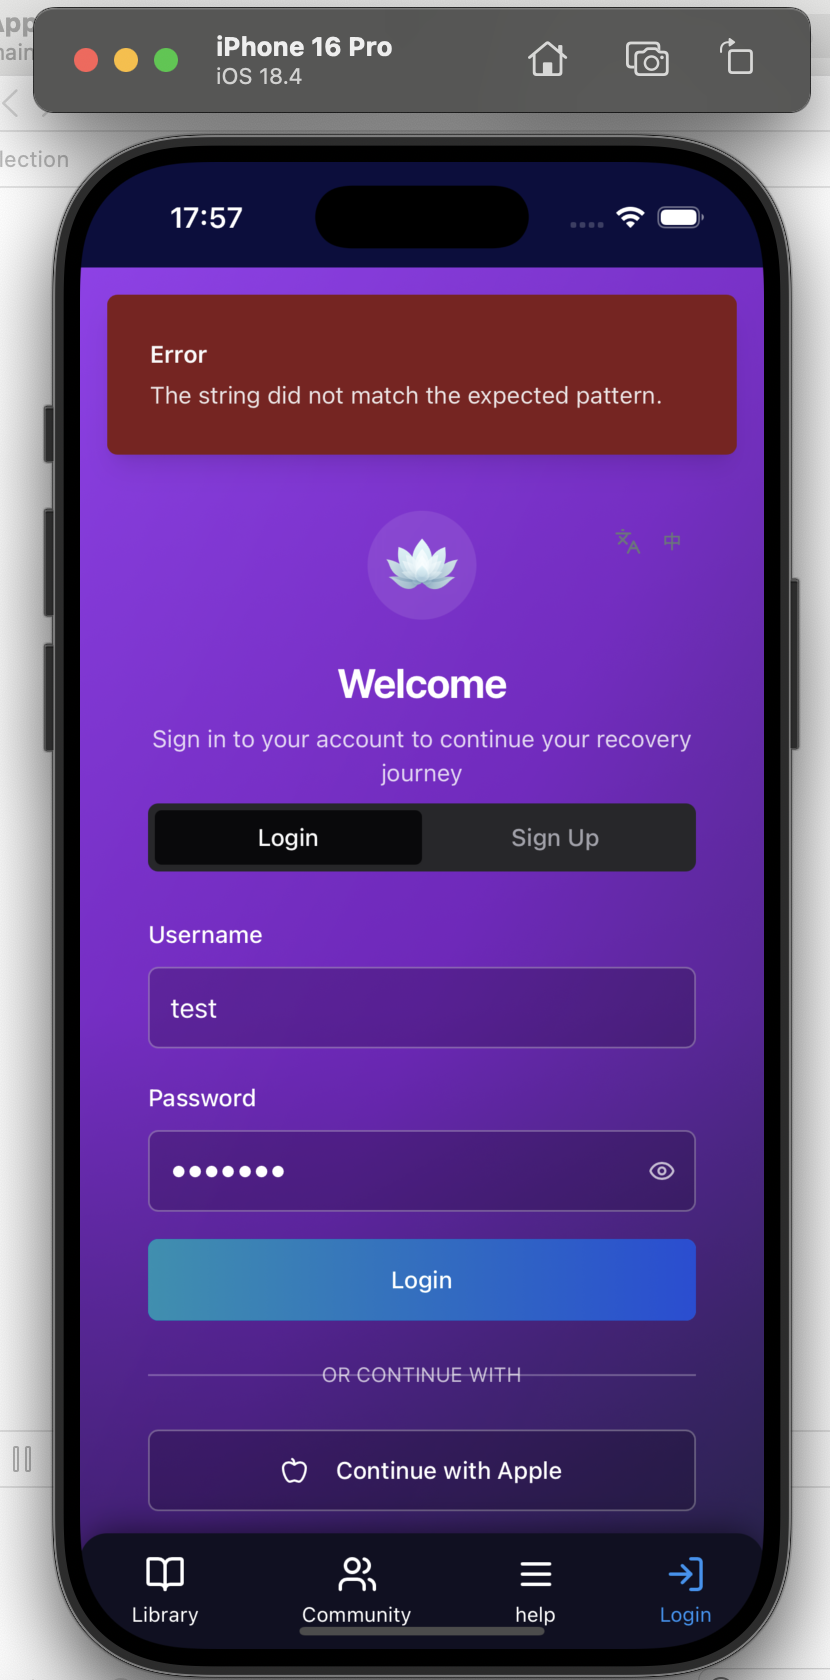 iPhone 16 Pro
iOS 18.4
lection
17:57
Error
The string did not match the expected pattern.
中
Welcome
Sign in to your account to continue your recovery
journey
Login
Sign Up
Username
test
Password
Login
OR CONTINUE WITH
Continue with Apple
Library
Community
help
Login